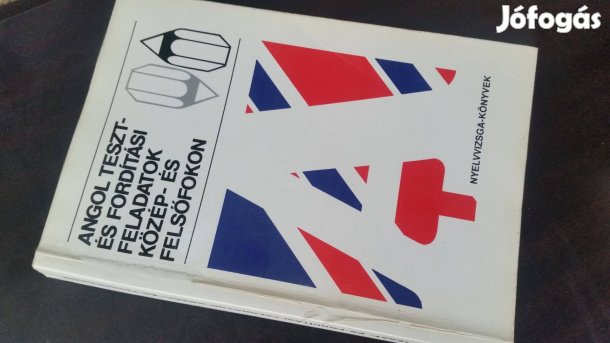 Jófogás
ANGOL TESZT-
ÉS FORDÍTÁSI
FELADATOK
KÖZÉP- ÉS
FELSŐFOKON
NYELVVIZSGA-KÖNYVEK